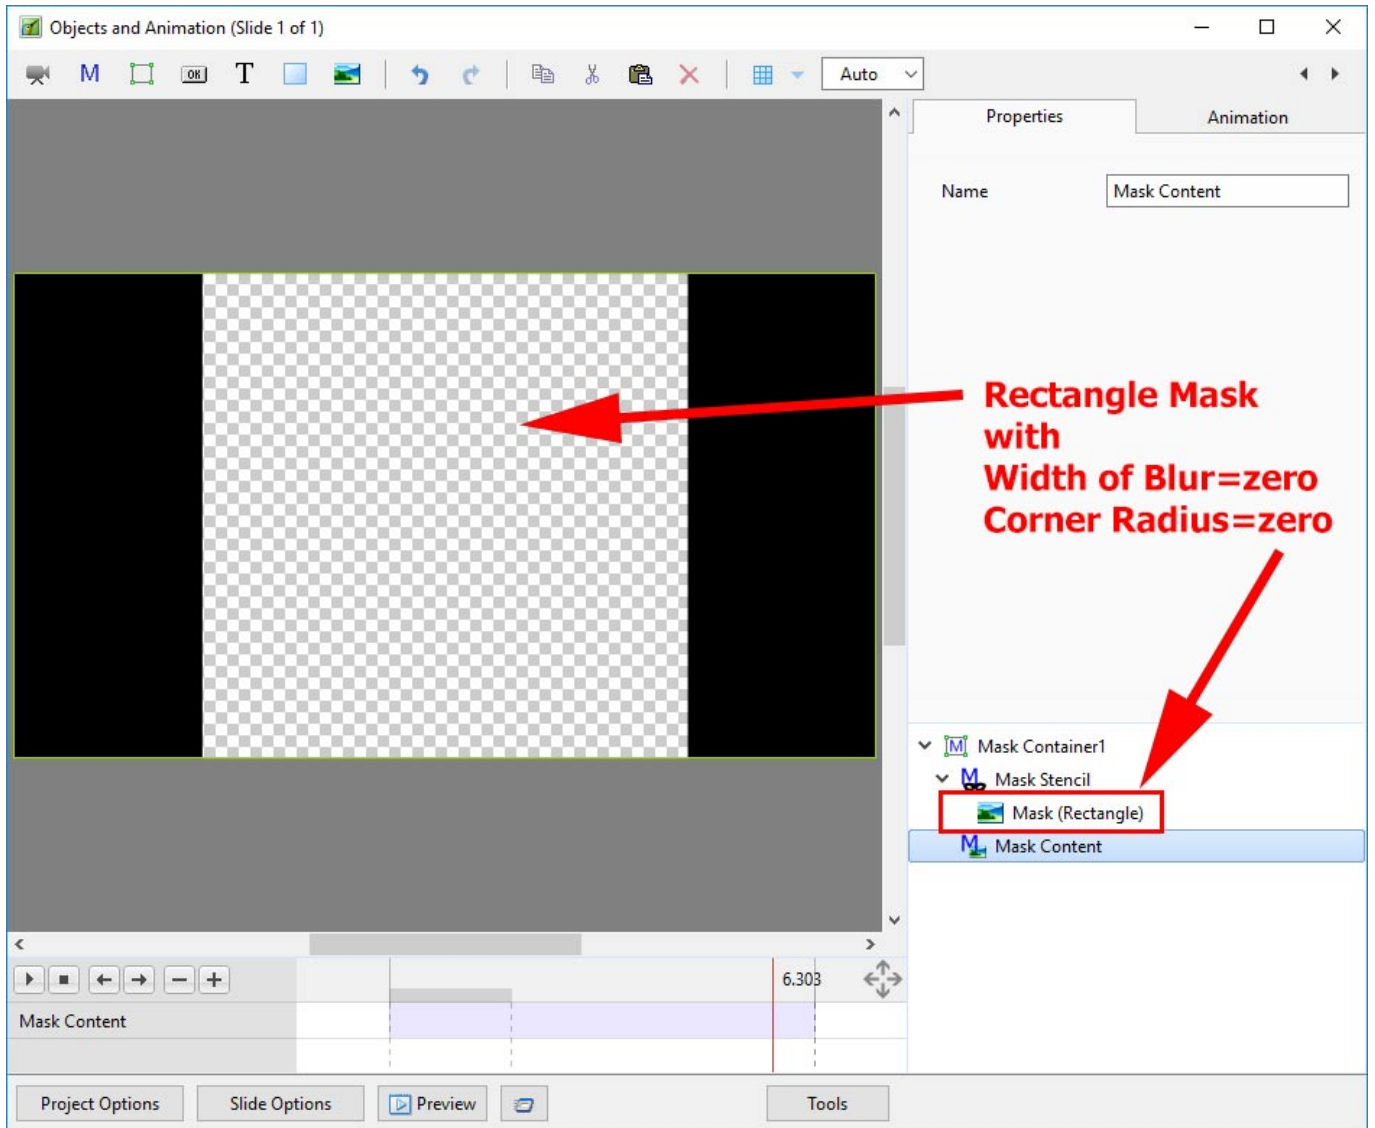 Objects and Animation (Slide 1 of 1)
M OK T Auto
Properties Animation
Name Mask Content
Rectangle Mask
with
Width of Blur=zero
Corner Radius=zero
M Mask Container1
M Mask Stencil
Mask (Rectangle)
M Mask Content
6.303
Mask Content
Project Options Slide Options Preview Tools